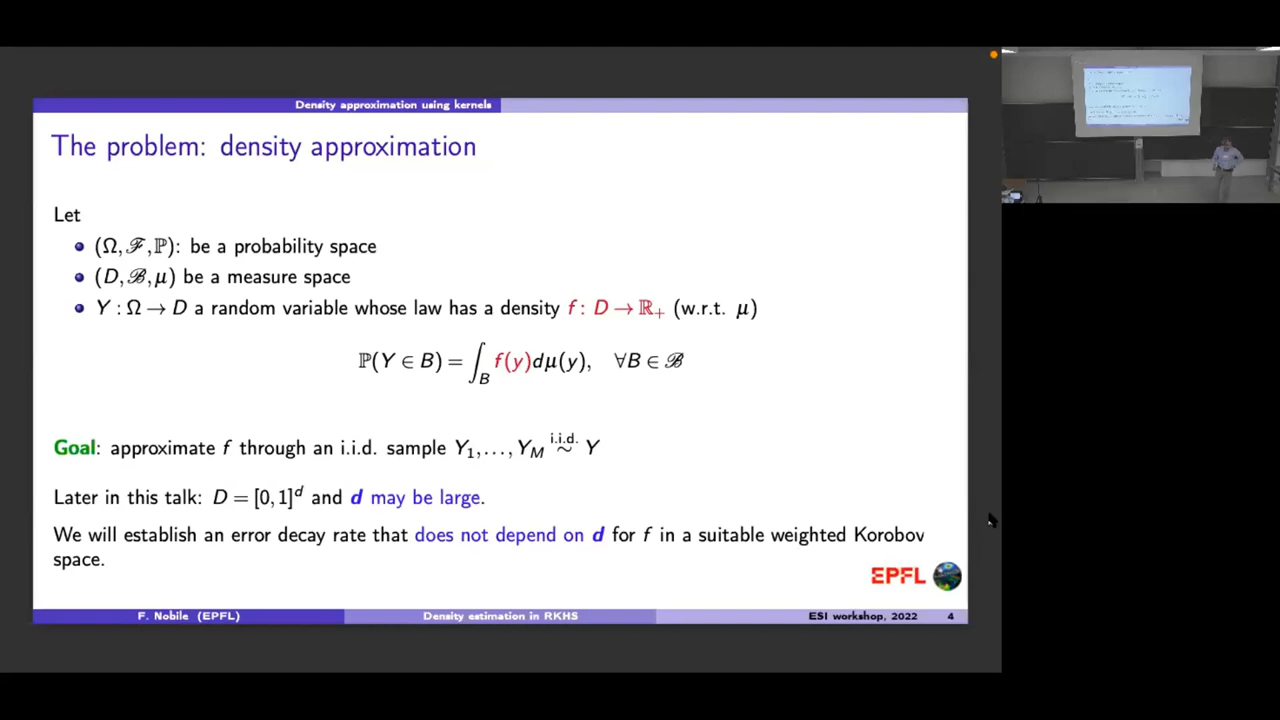 Density approximation using kernels
The problem: density approximation
Let
(Ω, ℱ, ℙ): be a probability space
(D, ℬ, μ) be a measure space
Y : Ω → D a random variable whose law has a density f : D → ℝ₊ (w.r.t. μ)
ℙ(Y ∈ B) = ∫_B f(y)dμ(y), ∀B ∈ ℬ
Goal: approximate f through an i.i.d. sample Y₁,…,Y_M i.i.d. ∼ Y
Later in this talk: D = [0,1]^d and d may be large.
We will establish an error decay rate that does not depend on d for f in a suitable weighted Korobov
space.
EPFL
F. Nobile (EPFL) Density estimation in RKHS ESI workshop, 2022 4